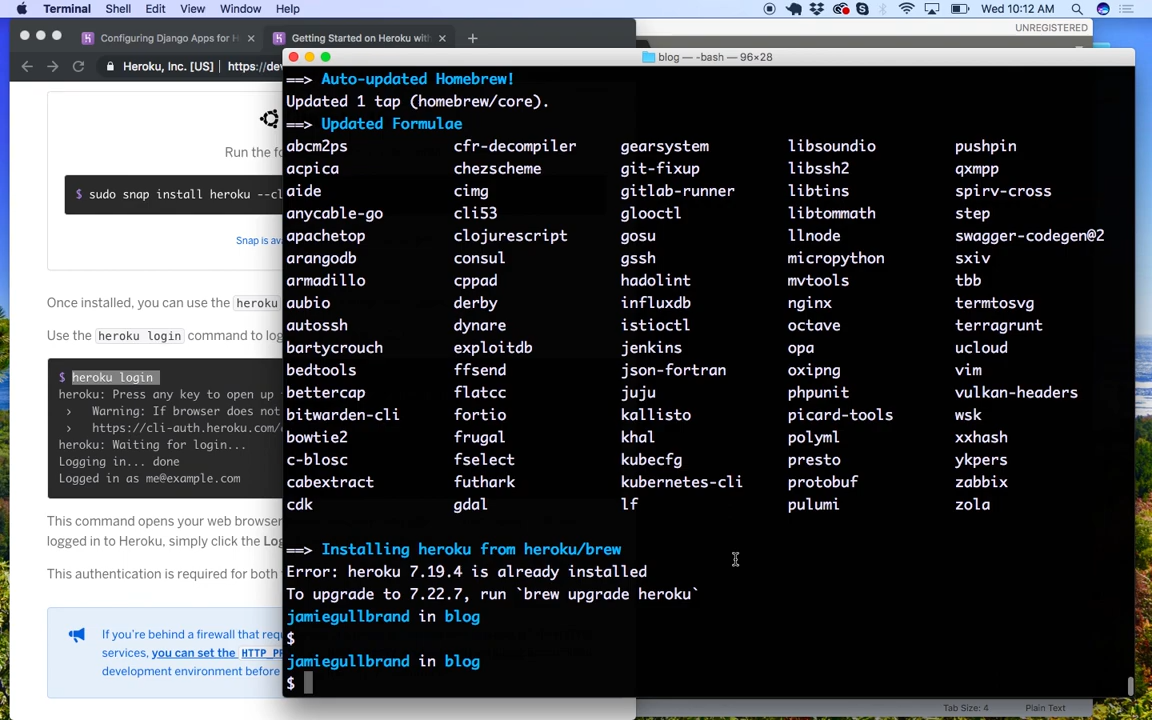 Terminal Shell Edit View Window Help Wed 10:12 AM
UNREGISTERED
Configuring Django Apps for H Getting Started on Heroku with
blog — -bash — 96×28
Heroku, Inc. [US] https://dev
Run the fo
$ sudo snap install heroku --cl
Snap is ava
Once installed, you can use the heroku
Use the heroku login command to log
$ heroku login
heroku: Press any key to open up
› Warning: If browser does not
› https://cli-auth.heroku.com/
heroku: Waiting for login...
Logging in... done
Logged in as me@example.com
This command opens your web browser
logged in to Heroku, simply click the Log
This authentication is required for both
If you're behind a firewall that requ
services, you can set the HTTP_PR
development environment before
==> Auto-updated Homebrew!
Updated 1 tap (homebrew/core).
==> Updated Formulae
abcm2ps cfr-decompiler gearsystem libsoundio pushpin
acpica chezscheme git-fixup libssh2 qxmpp
aide cimg gitlab-runner libtins spirv-cross
anycable-go cli53 glooctl libtommath step
apachetop clojurescript gosu llnode swagger-codegen@2
arangodb consul gssh micropython sxiv
armadillo cppad hadolint mvtools tbb
aubio derby influxdb nginx termtosvg
autossh dynare istioctl octave terragrunt
bartycrouch exploitdb jenkins opa ucloud
bedtools ffsend json-fortran oxipng vim
bettercap flatcc juju phpunit vulkan-headers
bitwarden-cli fortio kallisto picard-tools wsk
bowtie2 frugal khal polyml xxhash
c-blosc fselect kubecfg presto ykpers
cabextract futhark kubernetes-cli protobuf zabbix
cdk gdal lf pulumi zola
==> Installing heroku from heroku/brew
Error: heroku 7.19.4 is already installed
To upgrade to 7.22.7, run `brew upgrade heroku`
jamiegullbrand in blog
$
jamiegullbrand in blog
$
Tab Size: 4 Plain Text